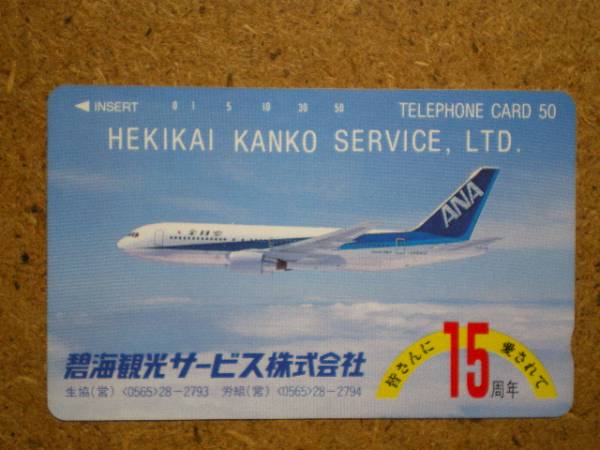 ◀ INSERT 0 1 5 10 30 50 TELEPHONE CARD 50
HEKIKAI KANKO SERVICE, LTD.
ANA
全日空
碧海観光サービス株式会社
生協(営)〈0565〉28−2793 労組(営)〈0565〉28−2794
皆さんに愛されて
15周年